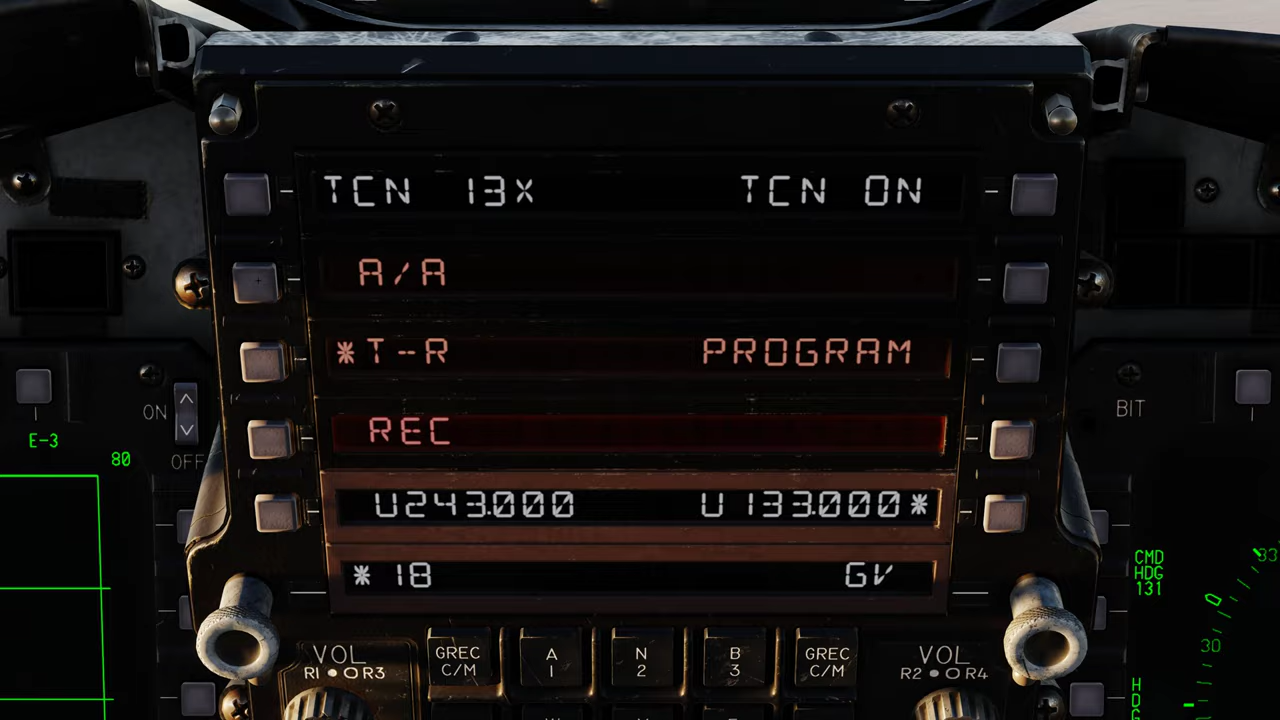 TCN 13X TCN ON
A/A
*T-R PROGRAM
REC
U243.000 U 133.000*
*18 GV
ON
OFF
E-3
80
BIT
CMD
HDG
131
33
30
H
D
VOL
R1 R3
GREC
C/M
A
1
N
2
B
3
GREC
C/M
VOL
R2 R4